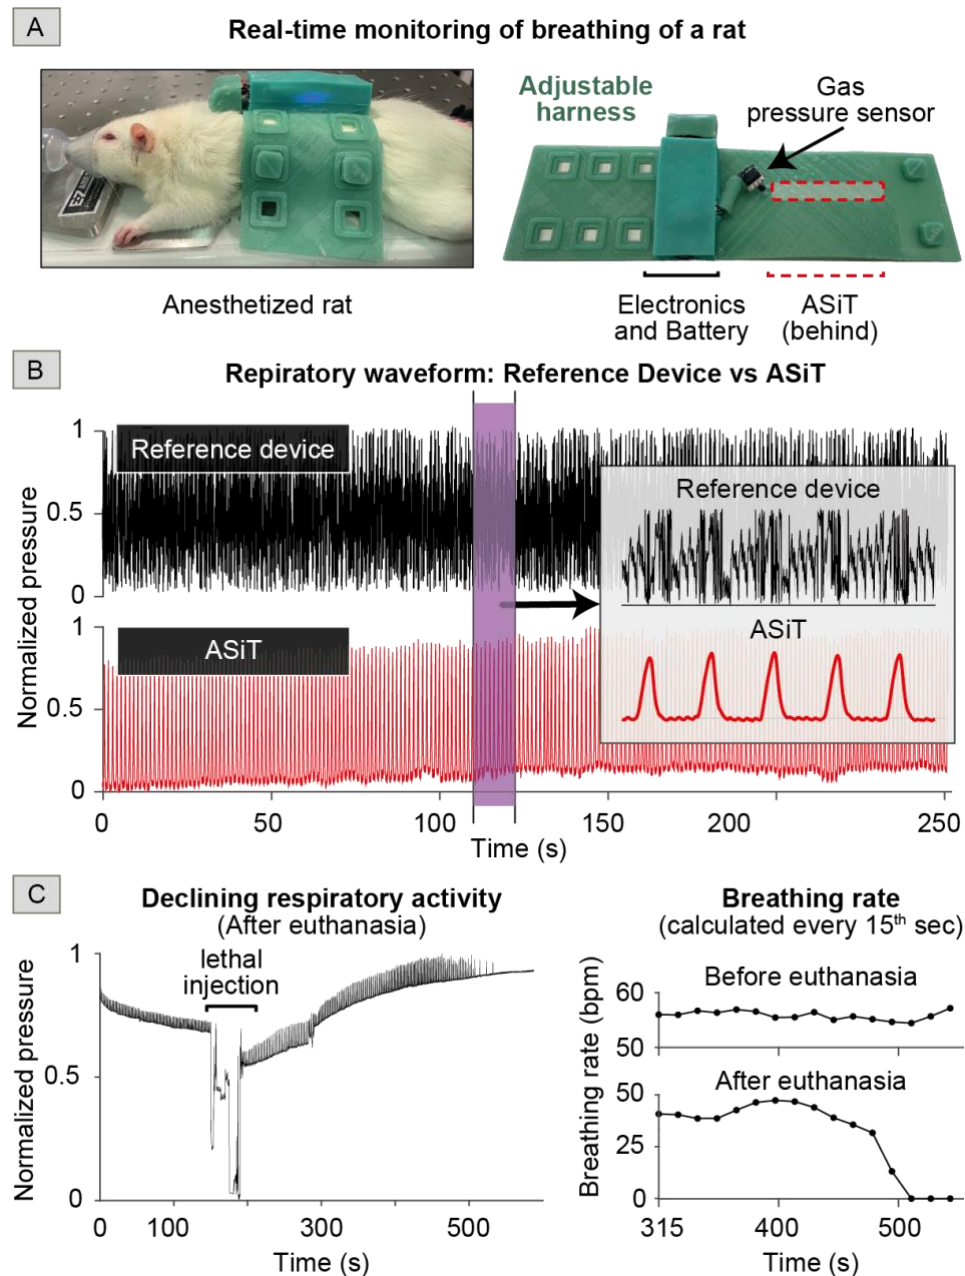 A
Real-time monitoring of breathing of a rat
Adjustable
harness
Gas
pressure sensor
Anesthetized rat
Electronics
and Battery
ASiT
(behind)
B
Repiratory waveform: Reference Device vs ASiT
Normalized pressure
1
0.5
0
Reference device
Reference device
ASiT
Normalized pressure
1
0.5
0
ASiT
0
50
100
150
200
250
Time (s)
C
Declining respiratory activity
(After euthanasia)
lethal
injection
Normalized pressure
1
0.5
0
0
100
300
500
Time (s)
Breathing rate
(calculated every 15th sec)
Before euthanasia
Breathing rate (bpm)
60
50
After euthanasia
50
25
0
315
400
500
Time (s)